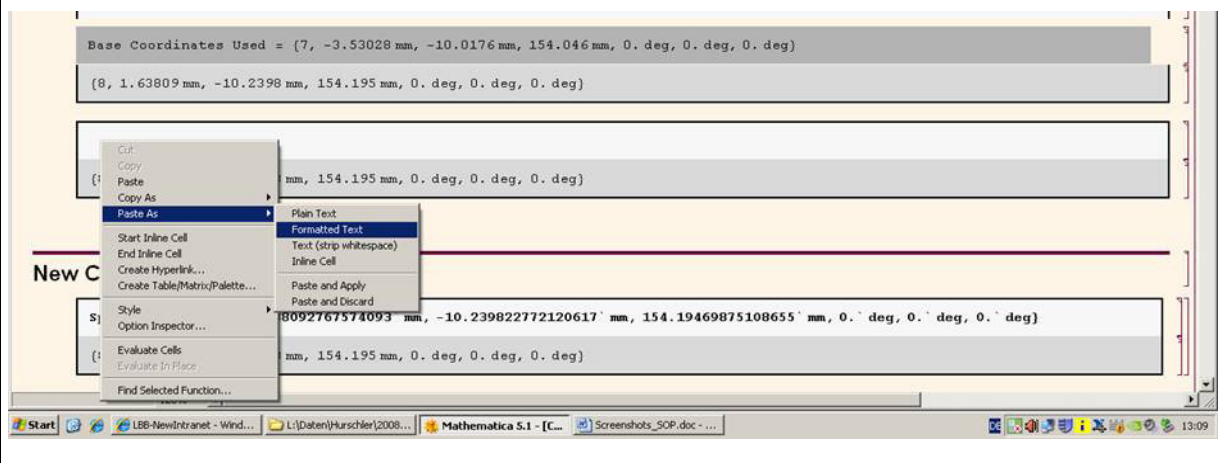 Base Coordinates Used = {7, -3.53028 mm, -10.0176 mm, 154.046 mm, 0. deg, 0. deg, 0. deg}
{8, 1.63809 mm, -10.2398 mm, 154.195 mm, 0. deg, 0. deg, 0. deg}
mm, 154.195 mm, 0. deg, 0. deg, 0. deg}
Cut
Copy
Paste
Copy As
Paste As
Start Inline Cell
End Inline Cell
Create Hyperlink...
Create Table/Matrix/Palette...
Style
Option Inspector...
Evaluate Cells
Evaluate In Place
Find Selected Function...
Plain Text
Formatted Text
Text (strip whitespace)
Inline Cell
Paste and Apply
Paste and Discard
New C
8092767574093` mm, -10.239822772120617` mm, 154.19469875108655` mm, 0.` deg, 0.` deg, 0.` deg}
mm, 154.195 mm, 0. deg, 0. deg, 0. deg}
Start LBB-NewIntranet - Wind... L:\Daten\Hurschler\2008... Mathematica 5.1 - [C... Screenshots_SOP.doc - ... DE 13:09